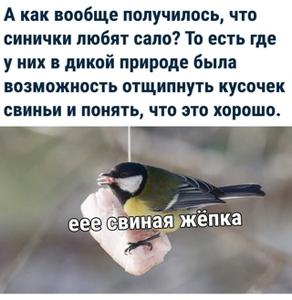 А как вообще получилось, что
синички любят сало? То есть где
у них в дикой природе была
возможность отщипнуть кусочек
свиньи и понять, что это хорошо.
еее свиная жёпка